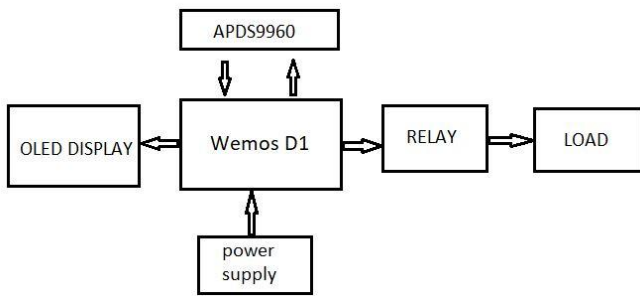 APDS9960
OLED DISPLAY
Wemos D1
RELAY
LOAD
power
supply